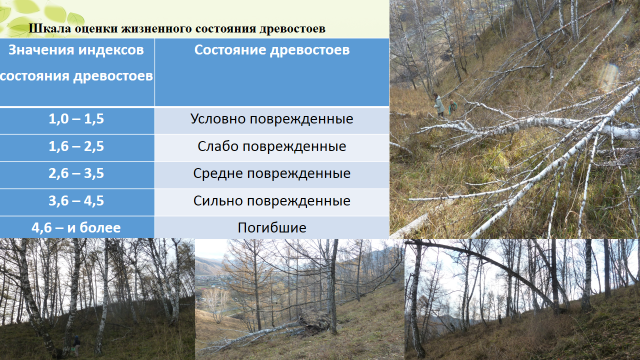 Шкала оценки жизненного состояния древостоев
Значения индексов
состояния древостоев
Состояние древостоев
1,0 – 1,5 Условно поврежденные
1,6 – 2,5 Слабо поврежденные
2,6 – 3,5 Средне поврежденные
3,6 – 4,5 Сильно поврежденные
4,6 – и более Погибшие